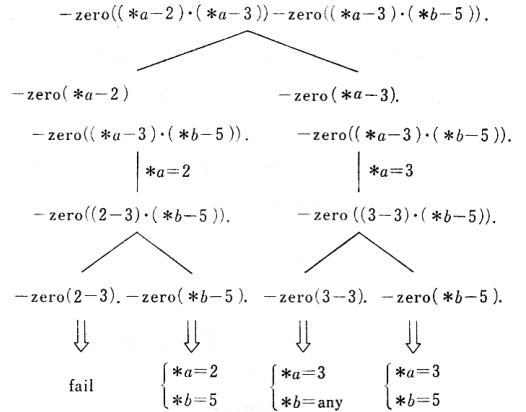 -zero((*a-2)·(*a-3))-zero((*a-3)·(*b-5)).
-zero(*a-2) -zero(*a-3).
-zero((*a-3)·(*b-5)). -zero((*a-3)·(*b-5)).
*a=2 *a=3
-zero((2-3)·(*b-5)). -zero((3-3)·(*b-5)).
-zero(2-3). -zero(*b-5). -zero(3-3). -zero(*b-5).
fail { *a=2 *b=5 { *a=3 *b=any { *a=3 *b=5